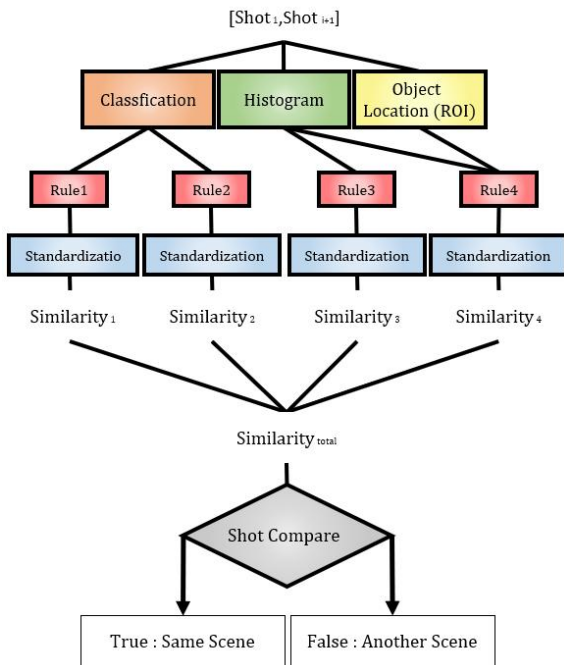 [Shot 1,Shot i+1]
Classfication
Histogram
Object
Location (ROI)
Rule1
Rule2
Rule3
Rule4
Standardizatio
Standardization
Standardization
Standardization
Similarity 1
Similarity 2
Similarity 3
Similarity 4
Similarity total
Shot Compare
True : Same Scene
False : Another Scene